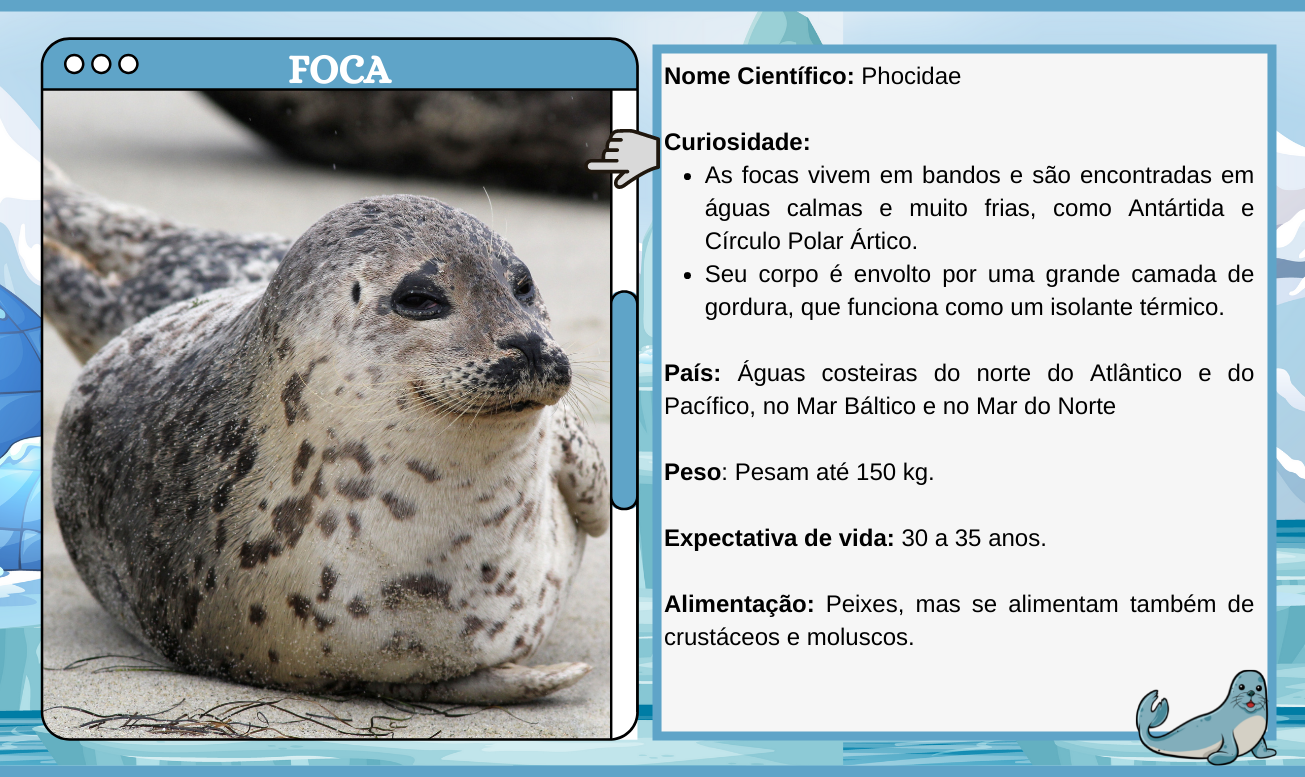 FOCA
Nome Científico: Phocidae
Curiosidade:
• As focas vivem em bandos e são encontradas em
águas calmas e muito frias, como Antártida e
Círculo Polar Ártico.
• Seu corpo é envolto por uma grande camada de
gordura, que funciona como um isolante térmico.
País: Águas costeiras do norte do Atlântico e do
Pacífico, no Mar Báltico e no Mar do Norte
Peso: Pesam até 150 kg.
Expectativa de vida: 30 a 35 anos.
Alimentação: Peixes, mas se alimentam também de
crustáceos e moluscos.